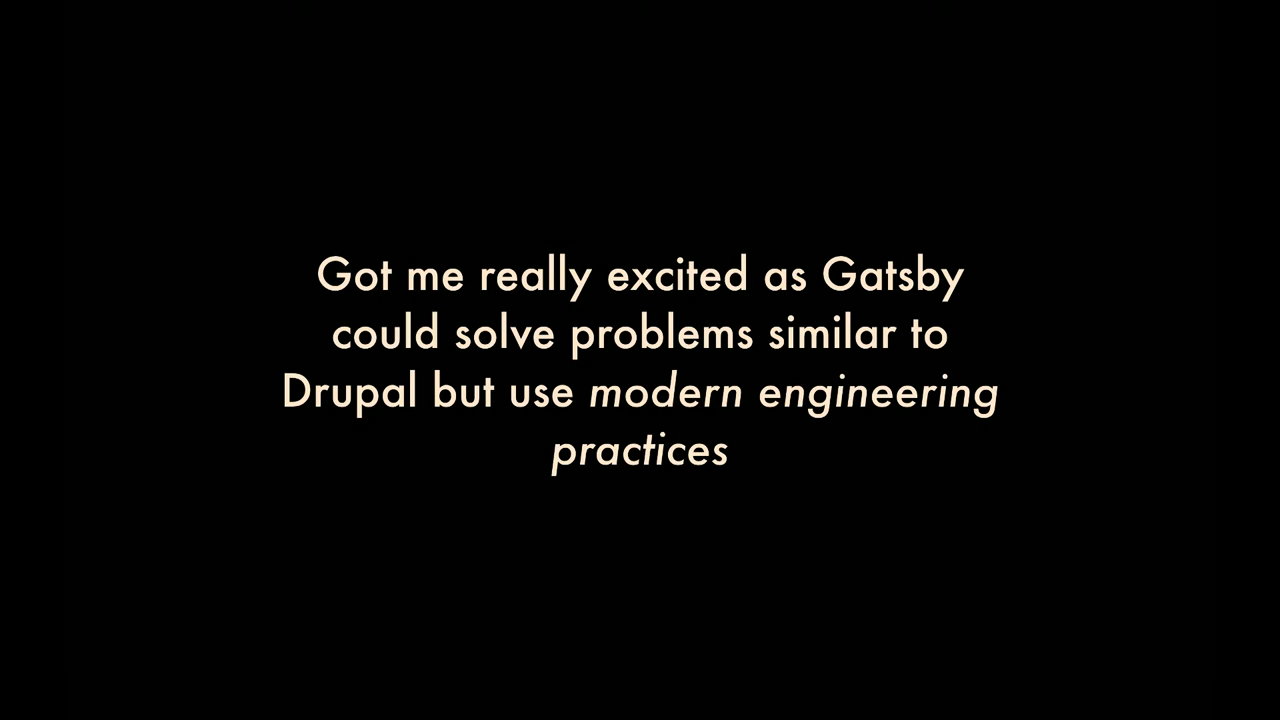 Got me really excited as Gatsby
could solve problems similar to
Drupal but use modern engineering
practices